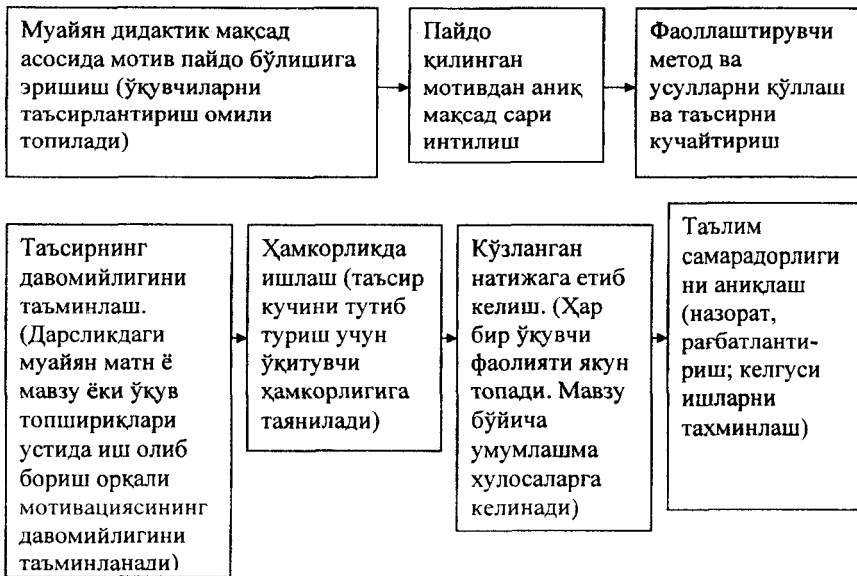 Муайян дидактик мақсад
асосида мотив пайдо бўлишига
эришиш (ўқувчиларни
таъсирлантириш омили
топилади)
Пайдо
қилинган
мотивдан аниқ
мақсад сари
интилиш
Фаоллаштирувчи
метод ва
усулларни қўллаш
ва таъсирни
кучайтириш
Таъсирнинг
давомийлигини
таъминлаш.
(Дарсликдаги
муайян матн ё
мавзу ёки ўқув
топшириқлари
устида иш олиб
бориш орқали
мотивациясининг
давомийлигини
таъминланади)
Ҳамкорликда
ишлаш (таъсир
кучини тутиб
туриш учун
ўқитувчи
ҳамкорлигига
таянилади)
Кўзланган
натижага етиб
келиш. (Ҳар
бир ўқувчи
фаолияти якун
топади. Мавзу
бўйича
умумлашма
хулосаларга
келинади)
Таълим
самарадорлиги
ни аниқлаш
(назорат,
рағбатланти-
риш; келгуси
ишларни
тахминлаш)